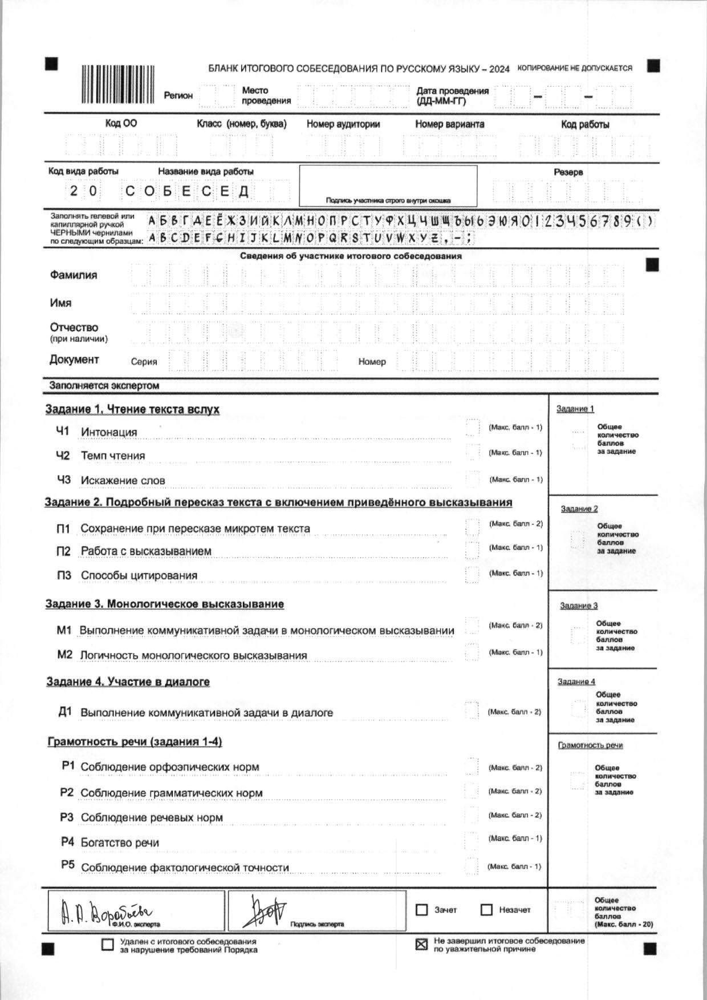 БЛАНК ИТОГОВОГО СОБЕСЕДОВАНИЯ ПО РУССКОМУ ЯЗЫКУ – 2024 КОПИРОВАНИЕ НЕ ДОПУСКАЕТСЯ
Регион Место проведения Дата проведения (ДД-ММ-ГГ) – –
Код ОО Класс (номер, буква) Номер аудитории Номер варианта Код работы
Код вида работы Название вида работы Резерв
20 СОБЕСЕД
Подпись участника строго внутри окошка
Заполнять гелевой или
капиллярной ручкой
ЧЕРНЫМИ чернилами
по следующим образцам:
АБВГДЕЁЖЗИЙКЛМНОПРСТУФХЦЧШЩЪЫЬЭЮЯ0123456789()
ABCDEFGHIJKLMNOPQRSTUVWXYZ,-;
Сведения об участнике итогового собеседования
Фамилия
Имя
Отчество
(при наличии)
Документ Серия Номер
Заполняется экспертом
Задание 1. Чтение текста вслух
Ч1 Интонация (Макс. балл - 1)
Ч2 Темп чтения (Макс. балл - 1)
Ч3 Искажение слов (Макс. балл - 1)
Задание 1
Общее
количество
баллов
за задание
Задание 2. Подробный пересказ текста с включением приведённого высказывания
П1 Сохранение при пересказе микротем текста (Макс. балл - 2)
П2 Работа с высказыванием (Макс. балл - 1)
П3 Способы цитирования (Макс. балл - 1)
Задание 2
Общее
количество
баллов
за задание
Задание 3. Монологическое высказывание
М1 Выполнение коммуникативной задачи в монологическом высказывании (Макс. балл - 2)
М2 Логичность монологического высказывания (Макс. балл - 1)
Задание 3
Общее
количество
баллов
за задание
Задание 4. Участие в диалоге
Д1 Выполнение коммуникативной задачи в диалоге (Макс. балл - 2)
Задание 4
Общее
количество
баллов
за задание
Грамотность речи (задания 1-4)
Р1 Соблюдение орфоэпических норм (Макс. балл - 2)
Р2 Соблюдение грамматических норм (Макс. балл - 2)
Р3 Соблюдение речевых норм (Макс. балл - 2)
Р4 Богатство речи (Макс. балл - 1)
Р5 Соблюдение фактологической точности (Макс. балл - 1)
Грамотность речи
Общее
количество
баллов
за задание
А.А. Воробьёва
Ф.И.О. эксперта
Подпись эксперта
Зачет Незачет
Общее
количество
баллов
(Макс. балл - 20)
Удален с итогового собеседования
за нарушение требований Порядка
Не завершил итоговое собеседование
по уважительной причине